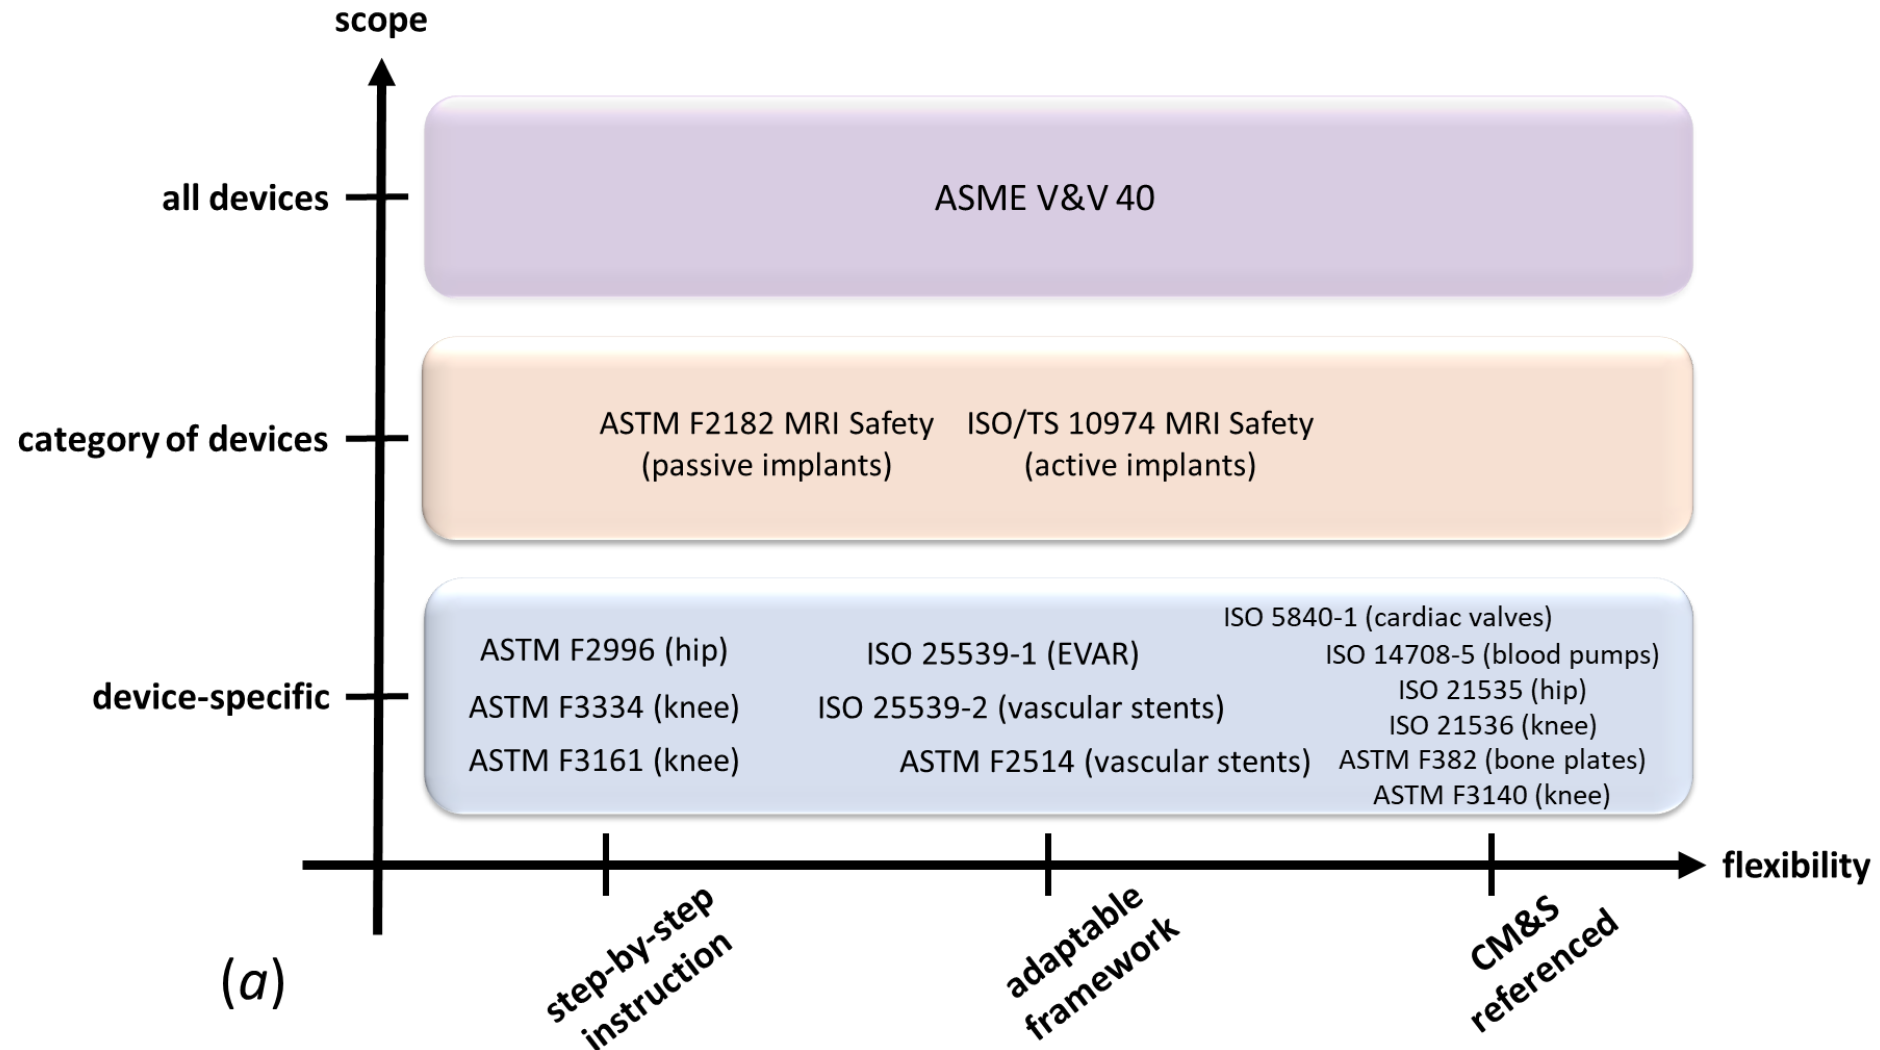 scope
all devices
ASME V&V 40
category of devices
ASTM F2182 MRI Safety
(passive implants)
ISO/TS 10974 MRI Safety
(active implants)
device-specific
ASTM F2996 (hip)
ASTM F3334 (knee)
ASTM F3161 (knee)
ISO 25539-1 (EVAR)
ISO 25539-2 (vascular stents)
ASTM F2514 (vascular stents)
ISO 5840-1 (cardiac valves)
ISO 14708-5 (blood pumps)
ISO 21535 (hip)
ISO 21536 (knee)
ASTM F382 (bone plates)
ASTM F3140 (knee)
flexibility
step-by-step
instruction
adaptable
framework
CM&S
referenced
(a)